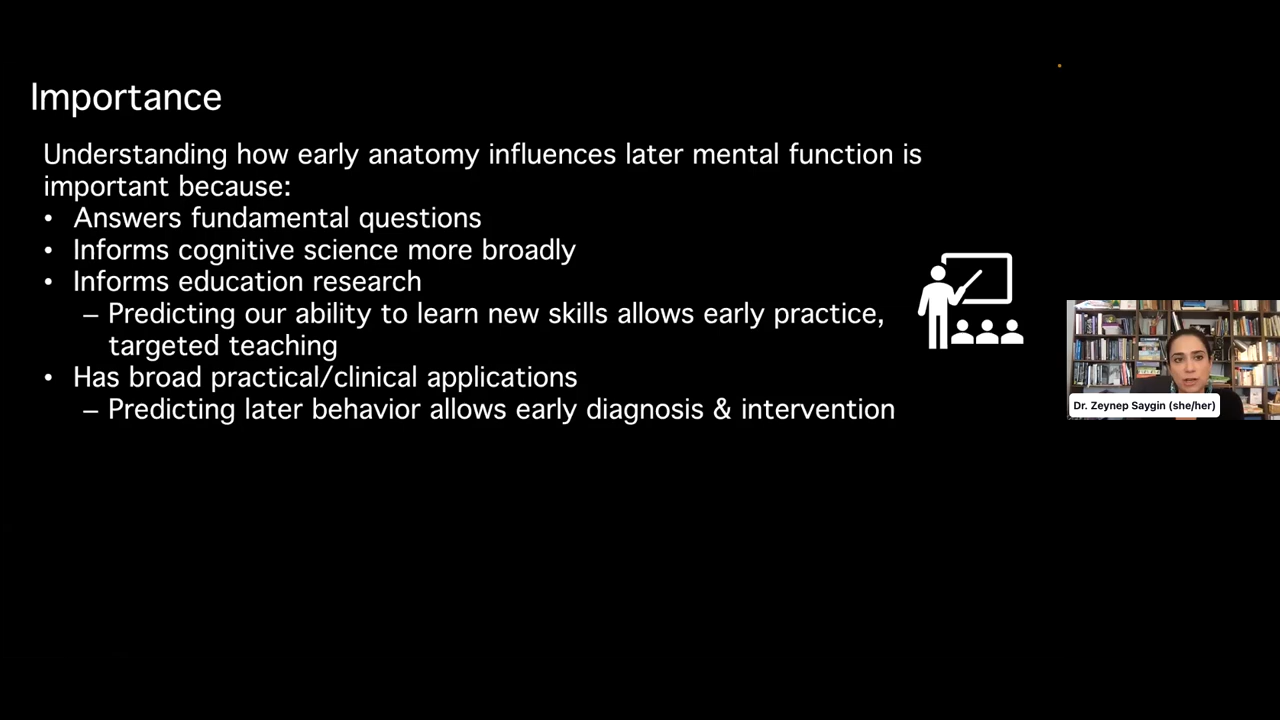 Importance
Understanding how early anatomy influences later mental function is
important because:
• Answers fundamental questions
• Informs cognitive science more broadly
• Informs education research
– Predicting our ability to learn new skills allows early practice,
targeted teaching
• Has broad practical/clinical applications
– Predicting later behavior allows early diagnosis & intervention
Dr. Zeynep Saygin (she/her)